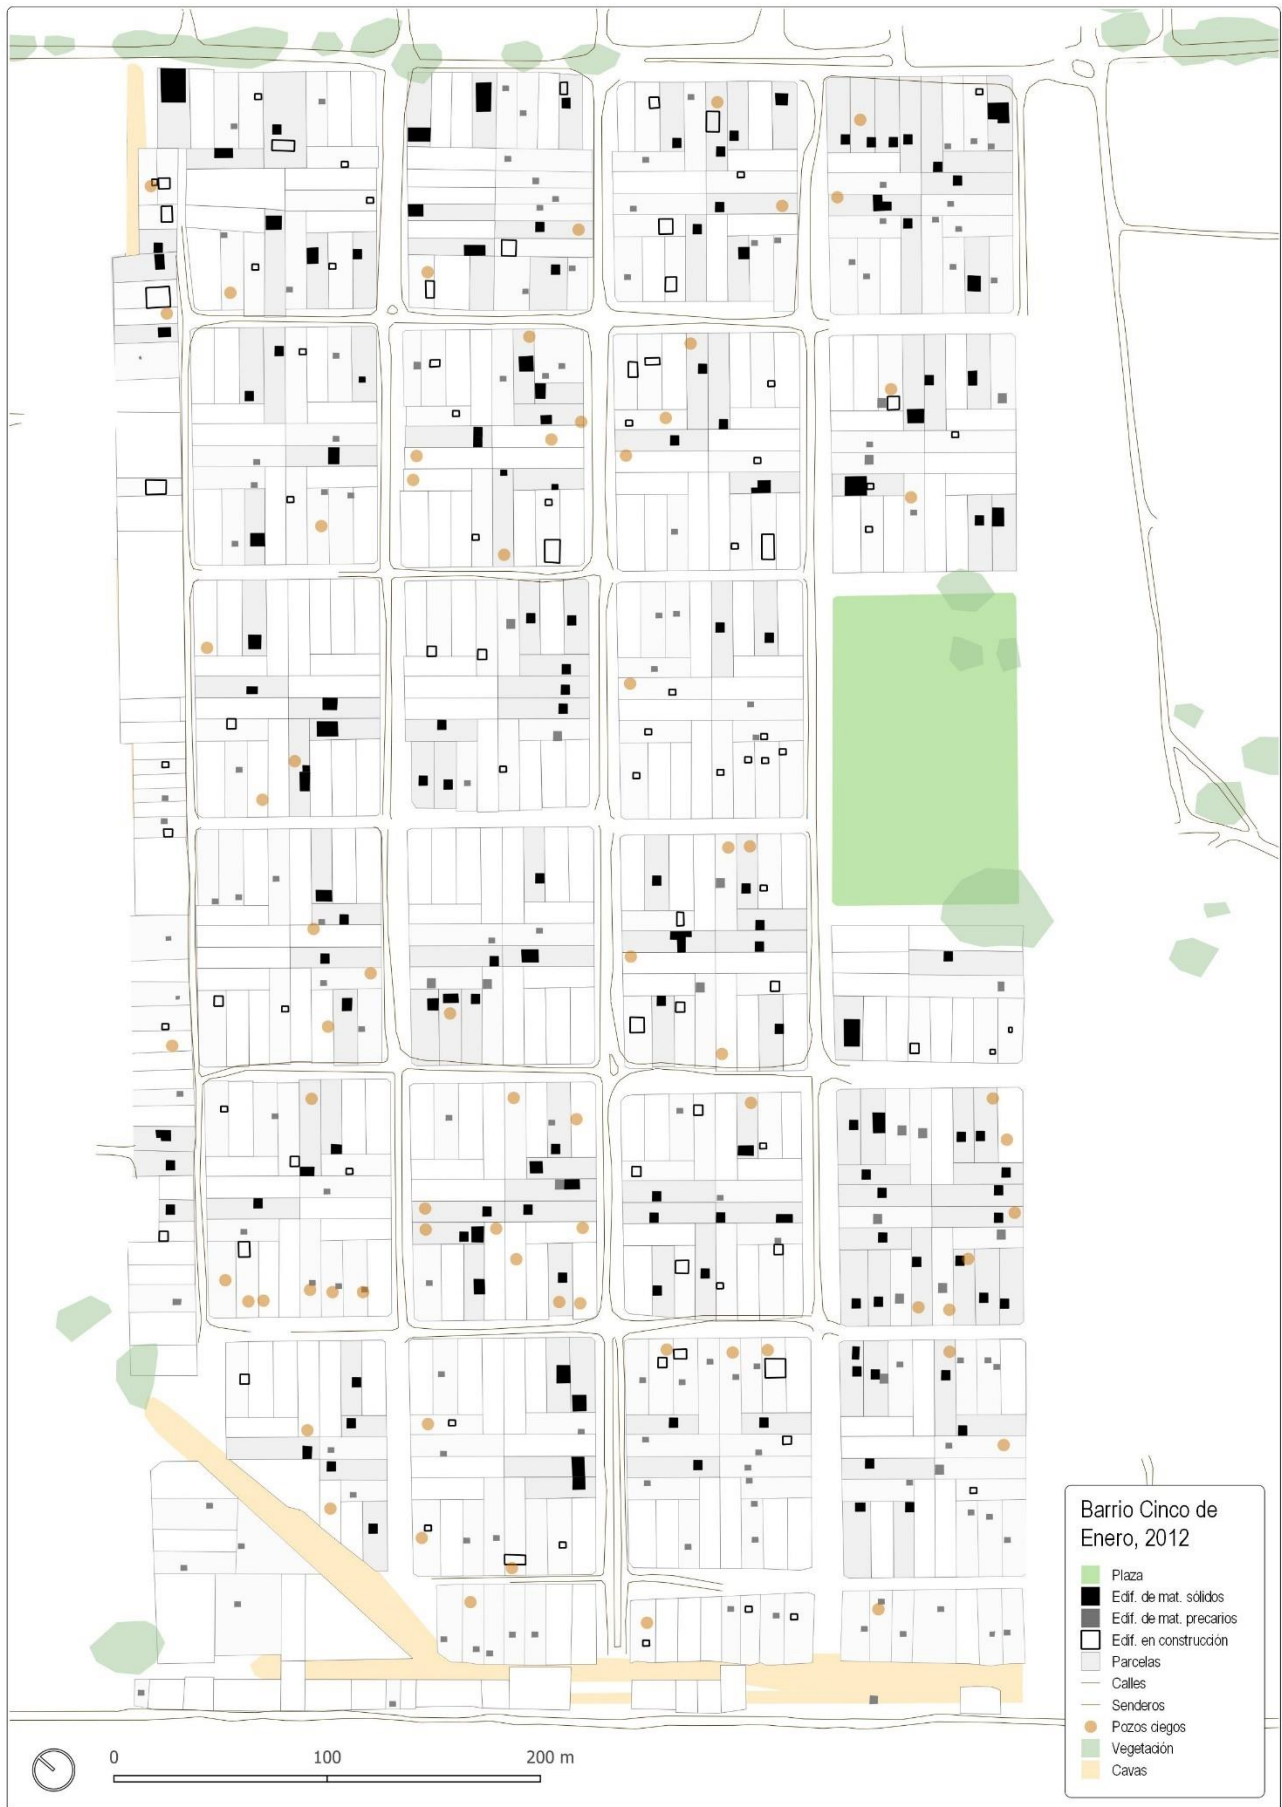 Barrio Cinco de
Enero, 2012
Plaza
Edif. de mat. sólidos
Edif. de mat. precarios
Edif. en construcción
Parcelas
Calles
Senderos
Pozos ciegos
Vegetación
Cavas
0 100 200 m